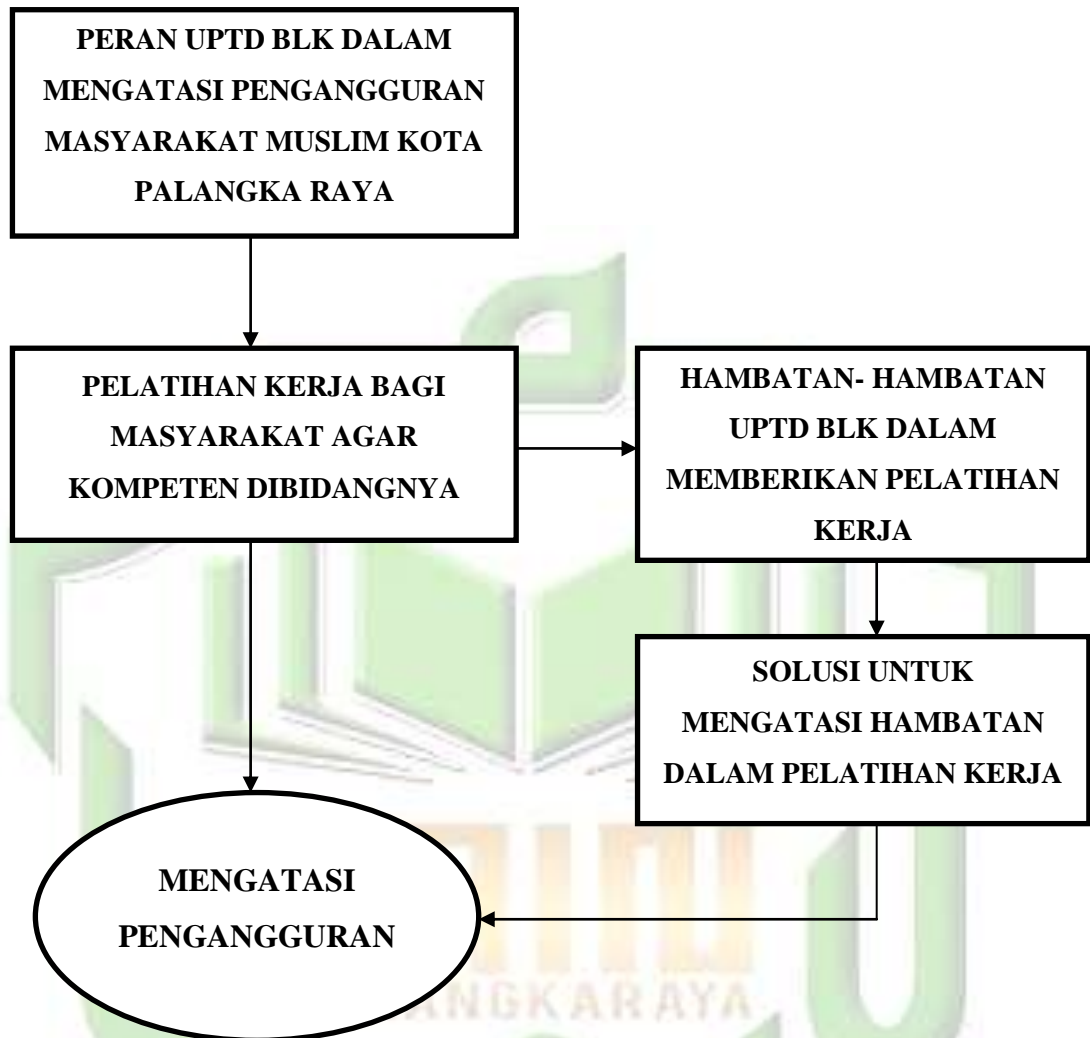 PERAN UPTD BLK DALAM
MENGATASI PENGANGGURAN
MASYARAKAT MUSLIM KOTA
PALANGKA RAYA
PELATIHAN KERJA BAGI
MASYARAKAT AGAR
KOMPETEN DIBIDANGNYA
HAMBATAN- HAMBATAN
UPTD BLK DALAM
MEMBERIKAN PELATIHAN
KERJA
SOLUSI UNTUK
MENGATASI HAMBATAN
DALAM PELATIHAN KERJA
MENGATASI
PENGANGGURAN